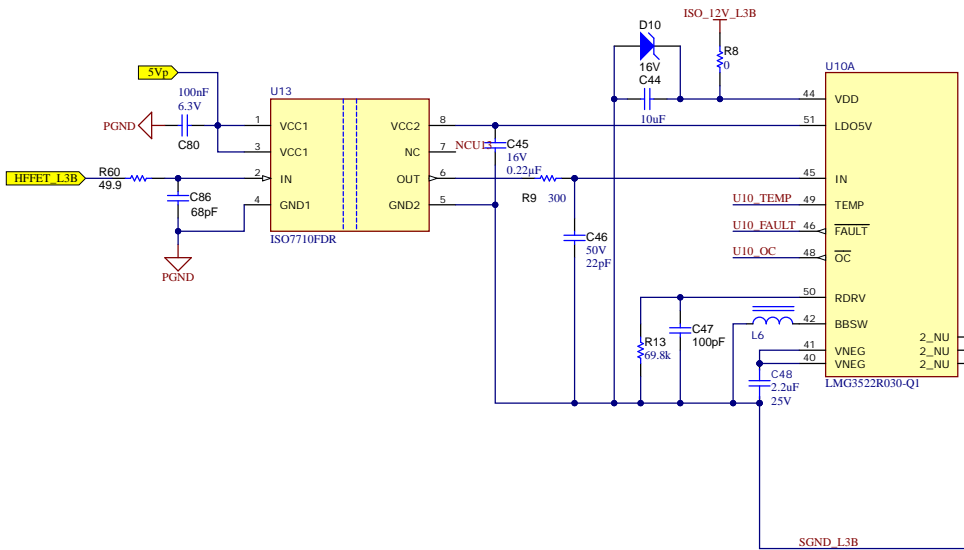 ISO_12V_L3B
D10
16V
C44
10uF
R8
0
U10A
5Vp
100nF
6.3V
PGND
C80
U13
1
VCC1
3
VCC1
2
IN
4
GND1
VCC2
8
NC
7
OUT
6
GND2
5
ISO7710FDR
HFFET_L3B
R60
49.9
C86
68pF
PGND
C45
16V
0.22µF
R9
300
C46
50V
22pF
44
VDD
51
LDO5V
45
IN
U10_TEMP
49
TEMP
U10_FAULT
46
FAULT
U10_OC
48
OC
50
RDRV
42
BBSW
41
VNEG
40
VNEG
2_NU
2_NU
2_NU
LMG3522R030-Q1
R13
69.8k
C47
100pF
L6
C48
2.2uF
25V
SGND_L3B